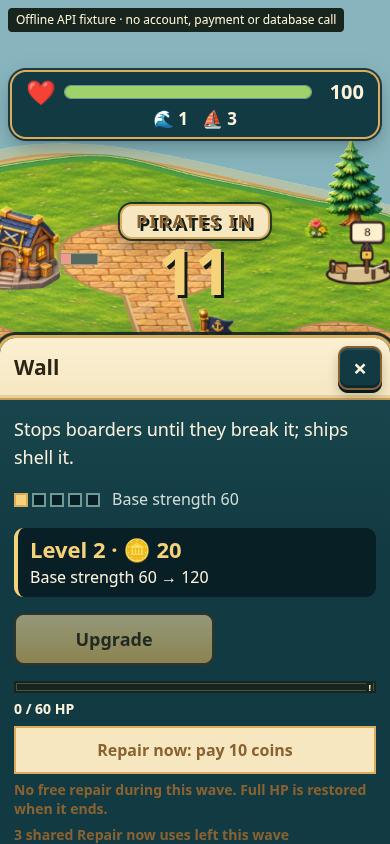 Offline API fixture · no account, payment or database call
❤️ 100
🌊 1 ⛵ 3
PIRATES IN
11
8
Wall
×
Stops boarders until they break it; ships
shell it.
Base strength 60
Level 2 · 🪙 20
Base strength 60 → 120
Upgrade
!
0 / 60 HP
Repair now: pay 10 coins
No free repair during this wave. Full HP is restored
when it ends.
3 shared Repair now uses left this wave